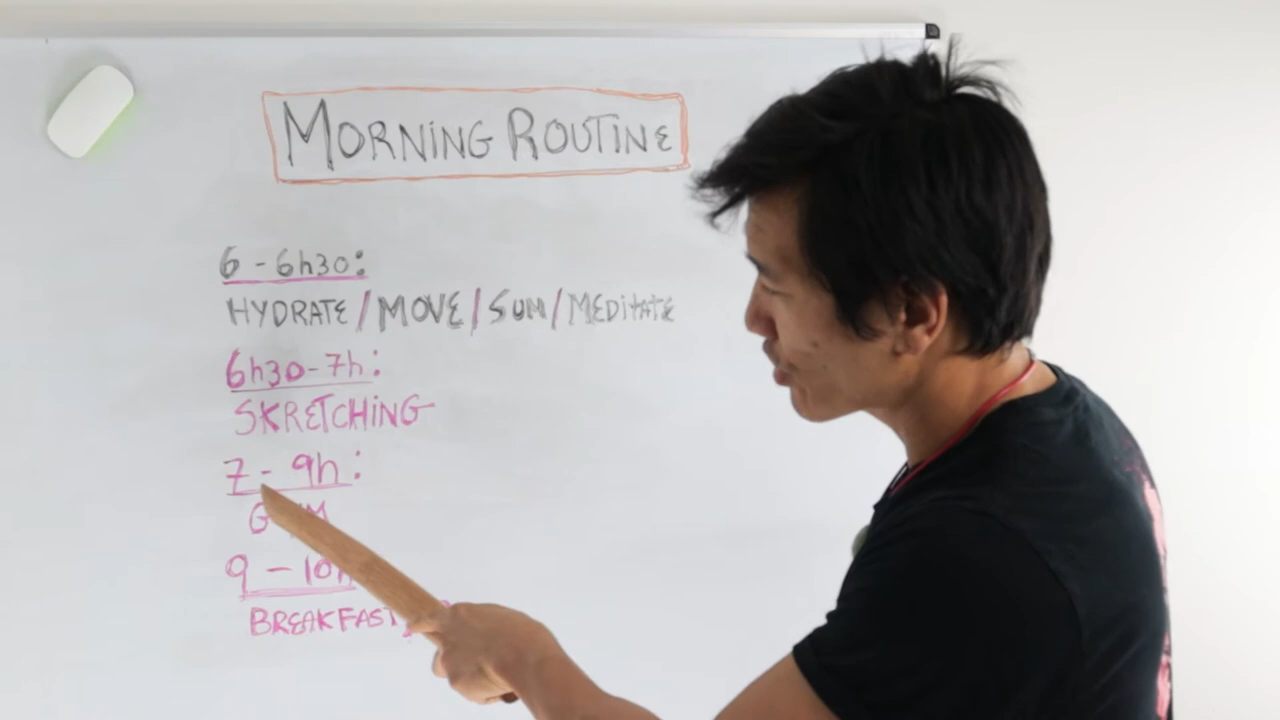 MORNING ROUTINE
6 - 6h30:
HYDRATE / MOVE / SUN / MEDITATE
6h30-7h:
SKRETCHING
7 - 9h:
9 - 10h
BREAKFAST